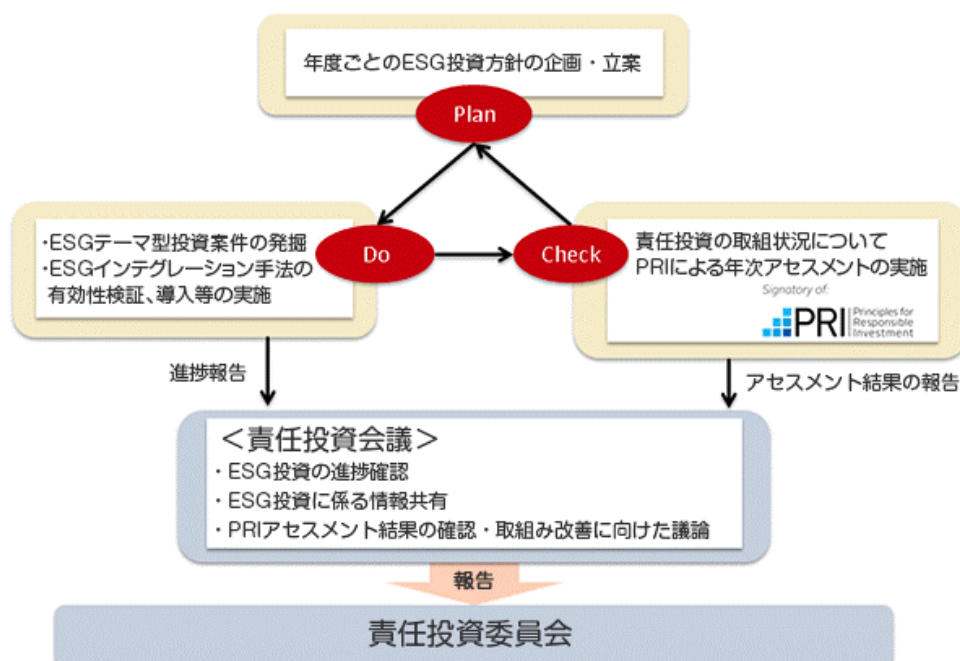 年度ごとのESG投資方針の企画・立案
Plan
・ESGテーマ型投資案件の発掘
・ESGインテグレーション手法の
有効性検証、導入等の実施
Do
Check
責任投資の取組状況について
PRIによる年次アセスメントの実施
Signatory of:
PRI
Principles for
Responsible
Investment
進捗報告
アセスメント結果の報告
＜責任投資会議＞
・ESG投資の進捗確認
・ESG投資に係る情報共有
・PRIアセスメント結果の確認・取組み改善に向けた議論
報告
責任投資委員会